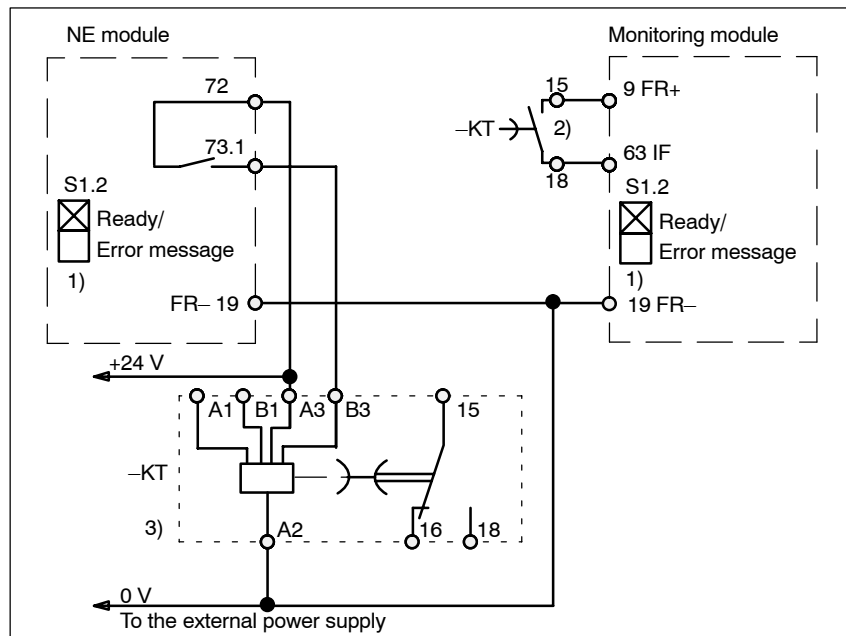 NE module
Monitoring module
72
73.1
S1.2
Ready/
Error message
1)
FR– 19
15
9 FR+
–KT
2)
63 IF
18
S1.2
Ready/
Error message
1)
19 FR–
+24 V
A1
B1
A3
B3
15
–KT
3)
A2
16
18
0 V
To the external power supply